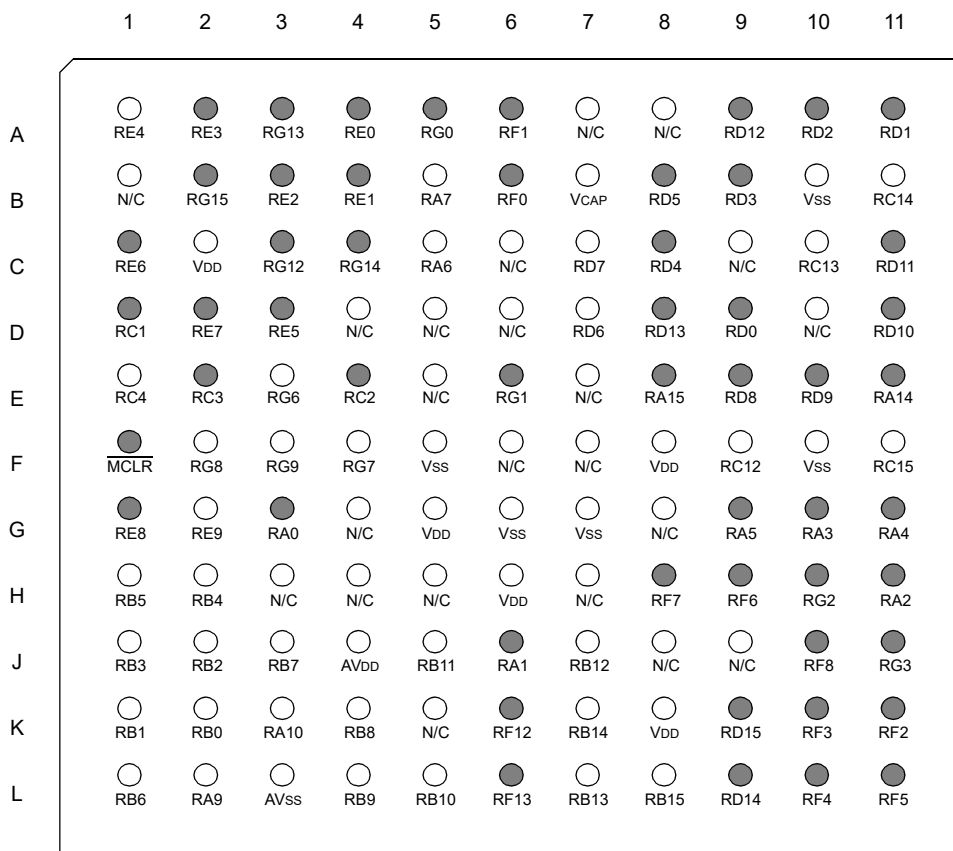 1 2 3 4 5 6 7 8 9 10 11
A
RE4 RE3 RG13 RE0 RG0 RF1 N/C N/C RD12 RD2 RD1
B
N/C RG15 RE2 RE1 RA7 RF0 VCAP RD5 RD3 VSS RC14
C
RE6 VDD RG12 RG14 RA6 N/C RD7 RD4 N/C RC13 RD11
D
RC1 RE7 RE5 N/C N/C N/C RD6 RD13 RD0 N/C RD10
E
RC4 RC3 RG6 RC2 N/C RG1 N/C RA15 RD8 RD9 RA14
F
MCLR RG8 RG9 RG7 VSS N/C N/C VDD RC12 VSS RC15
G
RE8 RE9 RA0 N/C VDD VSS VSS N/C RA5 RA3 RA4
H
RB5 RB4 N/C N/C N/C VDD N/C RF7 RF6 RG2 RA2
J
RB3 RB2 RB7 AVDD RB11 RA1 RB12 N/C N/C RF8 RG3
K
RB1 RB0 RA10 RB8 N/C RF12 RB14 VDD RD15 RF3 RF2
L
RB6 RA9 AVSS RB9 RB10 RF13 RB13 RB15 RD14 RF4 RF5